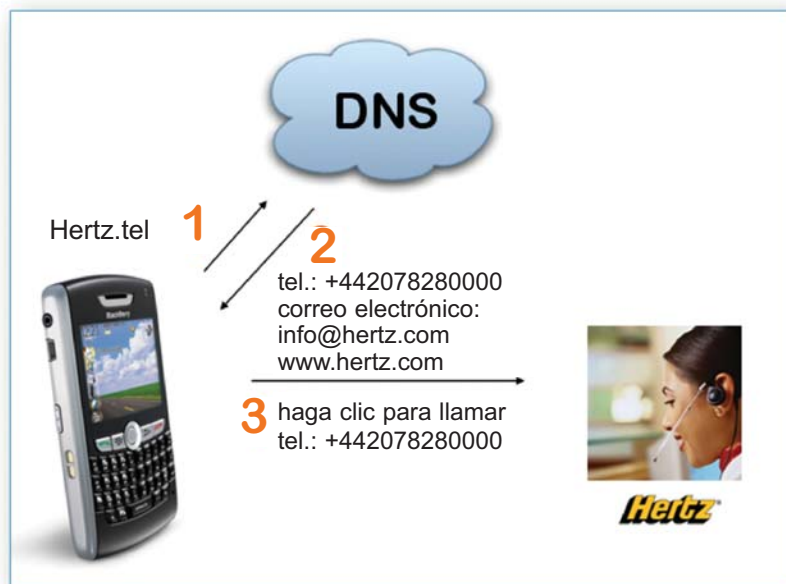 DNS
Hertz.tel
1
2
tel.: +442078280000
correo electrónico:
info@hertz.com
www.hertz.com
3
haga clic para llamar
tel.: +442078280000
BlackBerry
Hertz